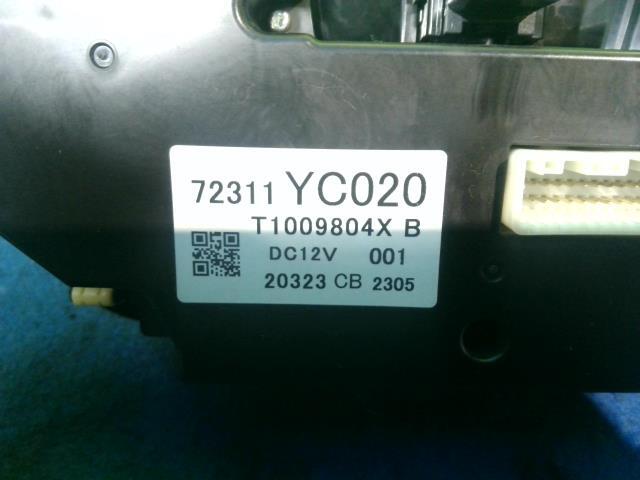 72311 YC020
T1009804X B
DC12V 001
20323 CB 2305